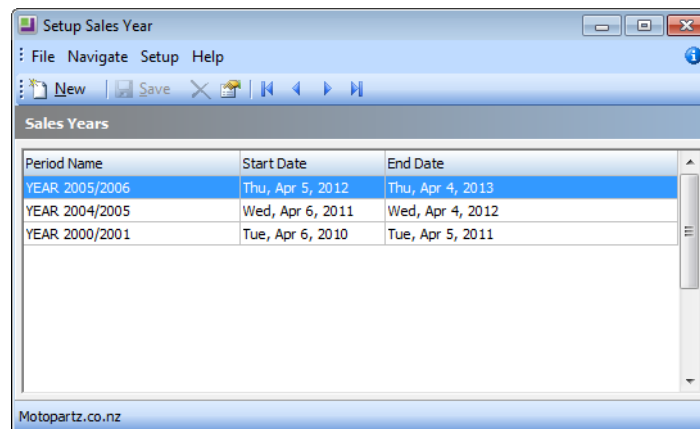 Setup Sales Year
File Navigate Setup Help
New Save
Sales Years
Period Name Start Date End Date
YEAR 2005/2006 Thu, Apr 5, 2012 Thu, Apr 4, 2013
YEAR 2004/2005 Wed, Apr 6, 2011 Wed, Apr 4, 2012
YEAR 2000/2001 Tue, Apr 6, 2010 Tue, Apr 5, 2011
Motopartz.co.nz